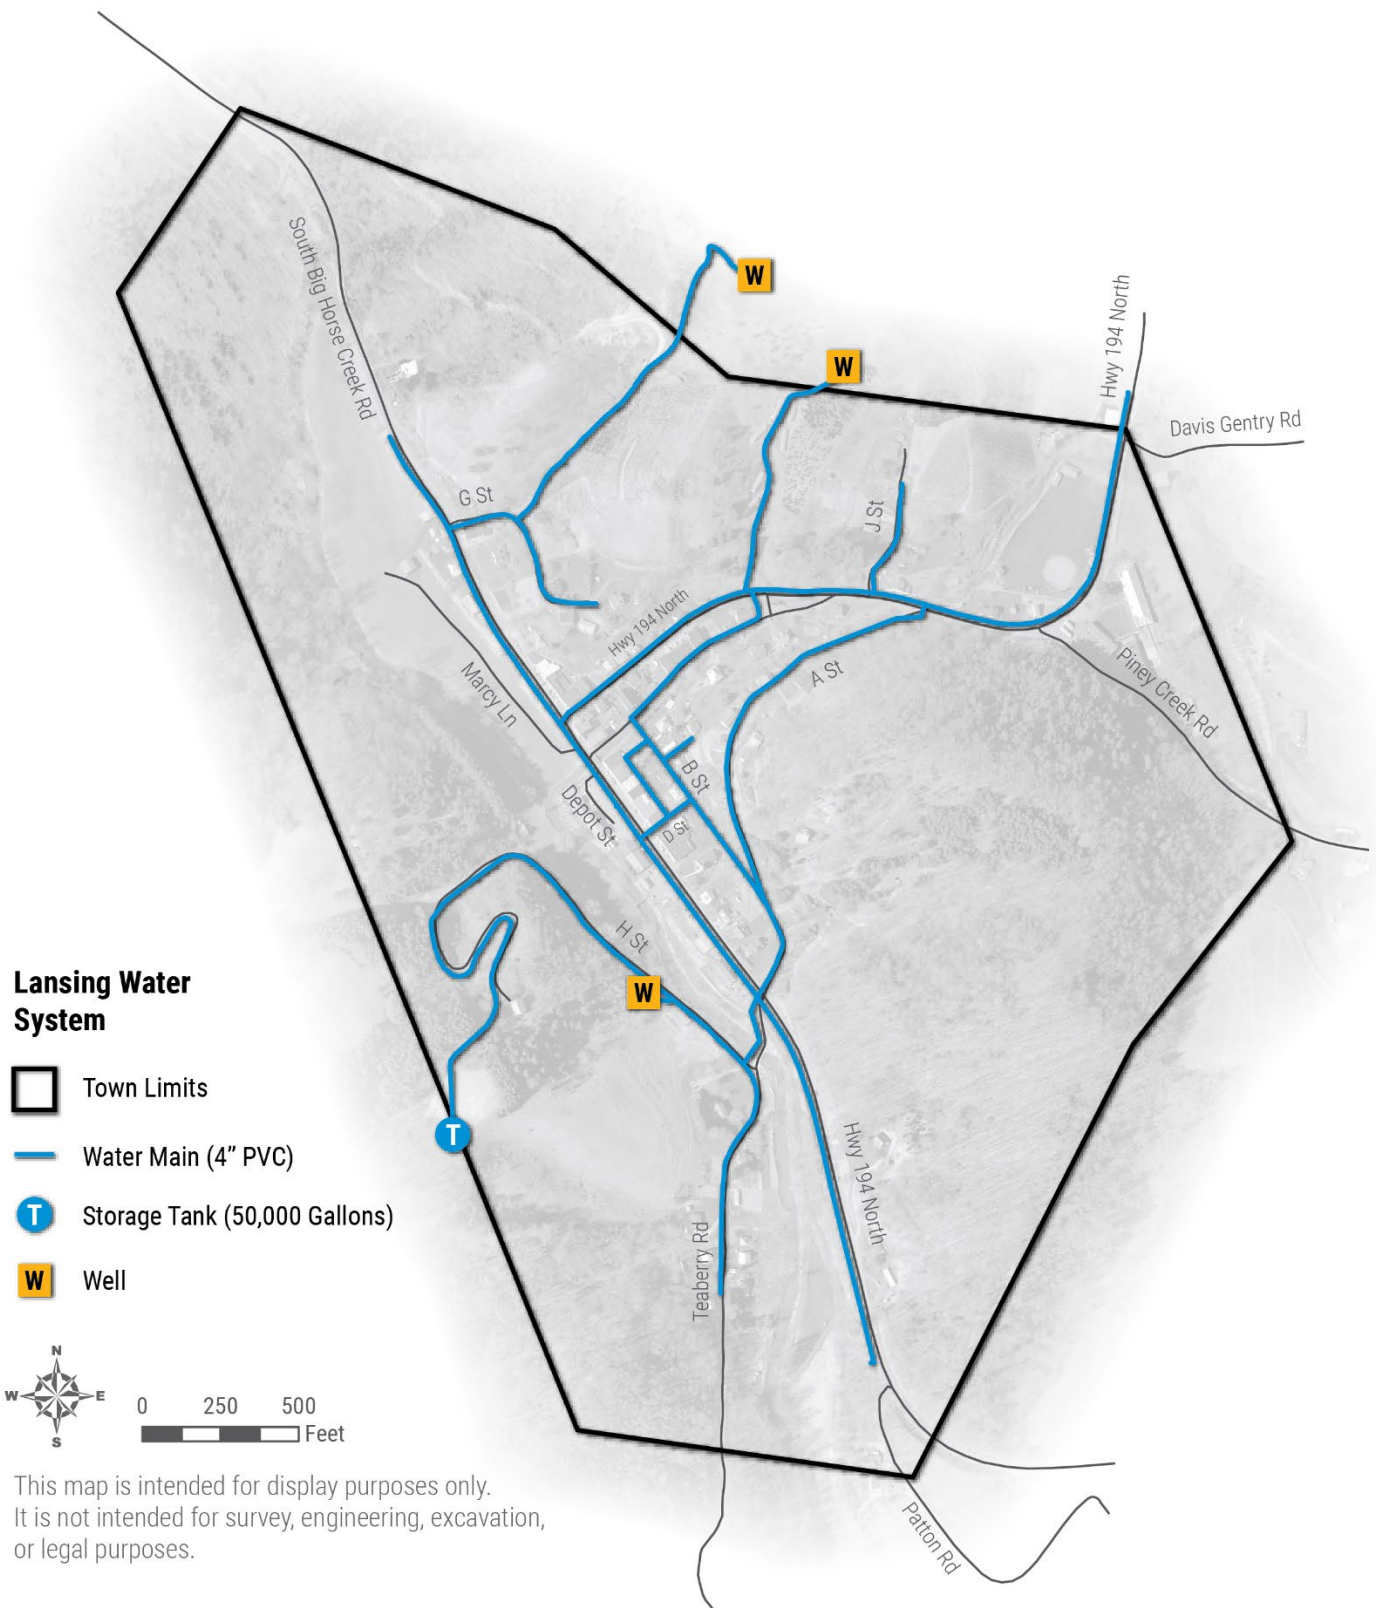 South Big Horse Creek Rd
W
Hwy 194 North
W
Davis Gentry Rd
G St
J St
Hwy 194 North
Marcy Ln
A St
Piney Creek Rd
B St
Depot St
D St
H St
W
Lansing Water
System
Town Limits
T
Water Main (4” PVC)
Hwy 194 North
T
Storage Tank (50,000 Gallons)
Teaberry Rd
W
Well
N
W
E
S
0 250 500
Feet
This map is intended for display purposes only.
It is not intended for survey, engineering, excavation,
or legal purposes.
Patton Rd